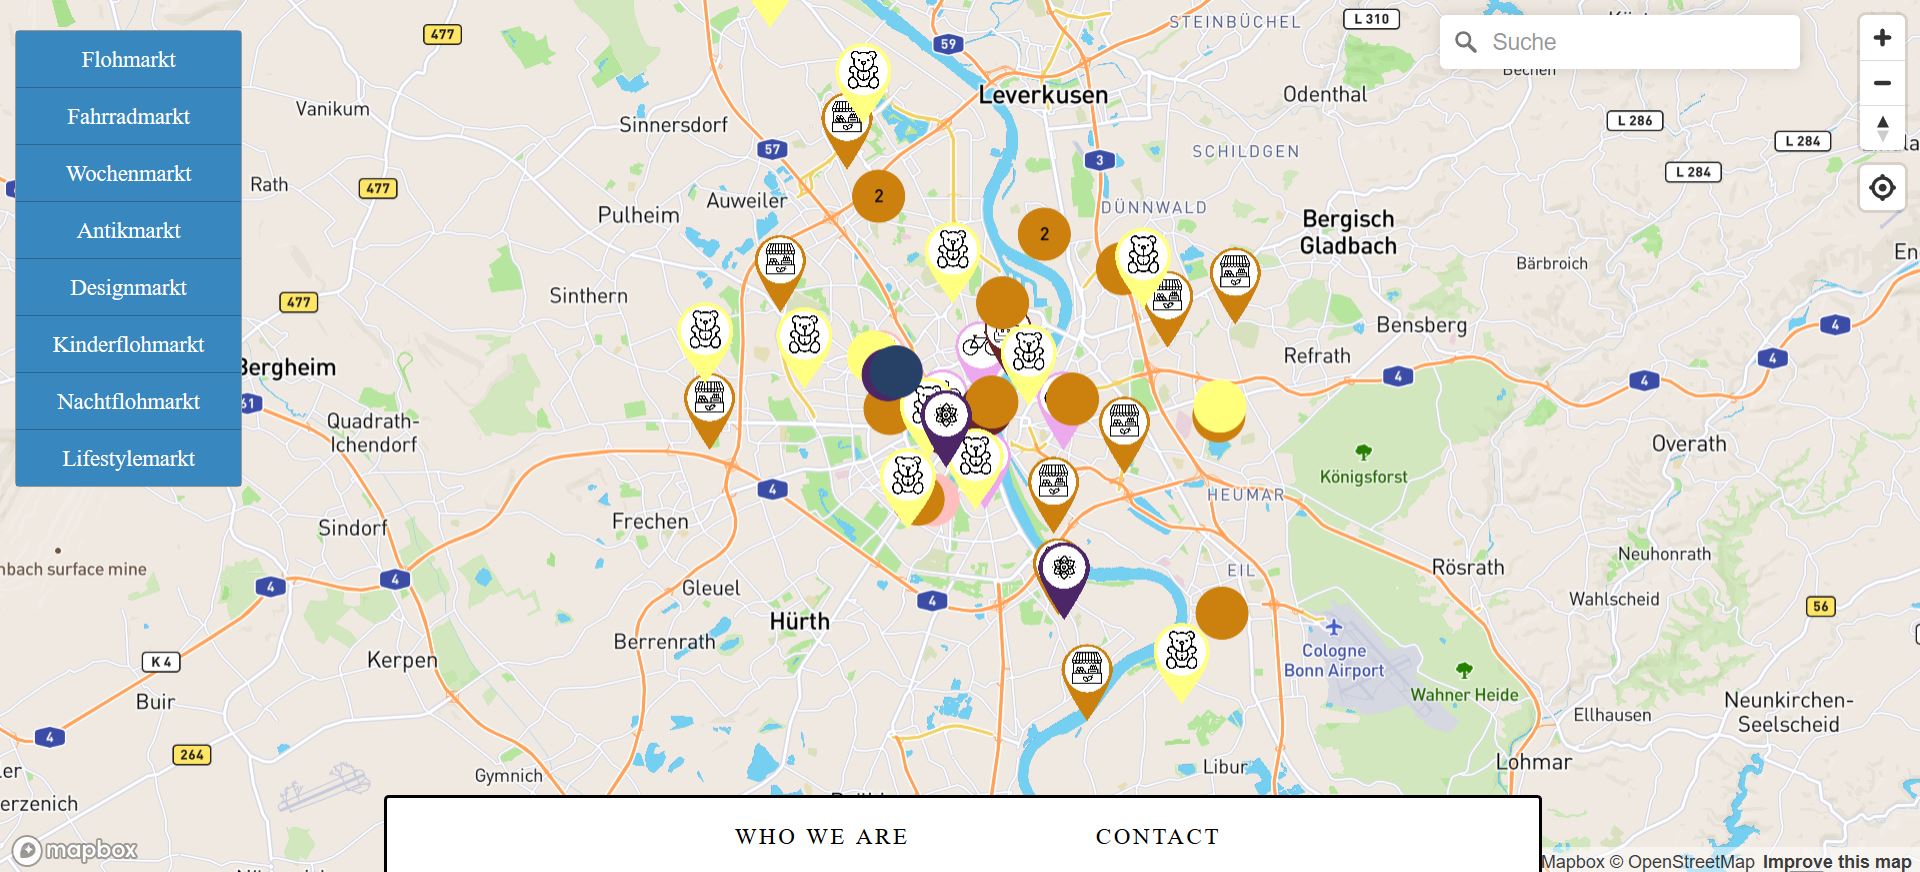 Flohmarkt
Fahrradmarkt
Wochenmarkt
Antikmarkt
Designmarkt
Kinderflohmarkt
Nachtflohmarkt
Lifestylemarkt
Suche
477
59
STEINBÜCHEL
L 310
Leverkusen
Odenthal
Vanikum
Sinnersdorf
L 286
L 284
57
3
SCHILDGEN
L 284
Rath
477
2
Auweiler
Pulheim
DÜNNWALD
Bergisch
Gladbach
2
Bärbroich
En
Sinthern
477
Bensberg
4
Refrath
4
Bergheim
4
4
61
Quadrath-
Ichendorf
Overath
Königsforst
4
HEUMAR
Frechen
Sindorf
nbach surface mine
Neuhonrath
Rösrath
EIL
4
4
Gleuel
4
Wahlscheid
56
Hürth
Berrenrath
Cologne
Bonn Airport
K 4
Kerpen
Wahner Heide
Buir
Neunkirchen-
Seelscheid
Ellhausen
4
264
Lohmar
Libur
ler
Gymnich
erzenich
WHO WE ARE
CONTACT
mapbox
Mapbox © OpenStreetMap Improve this map